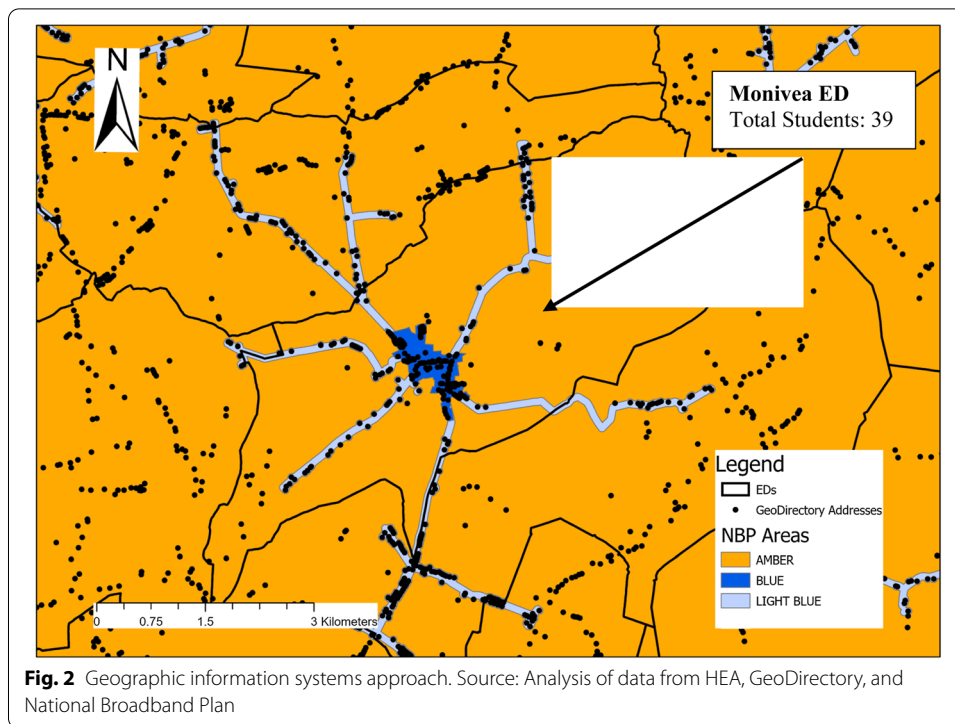 N
Monivea ED
Total Students: 39
Legend
EDs
GeoDirectory Addresses
NBP Areas
AMBER
BLUE
LIGHT BLUE
0 0.75 1.5 3 Kilometers
Fig. 2 Geographic information systems approach. Source: Analysis of data from HEA, GeoDirectory, and
National Broadband Plan